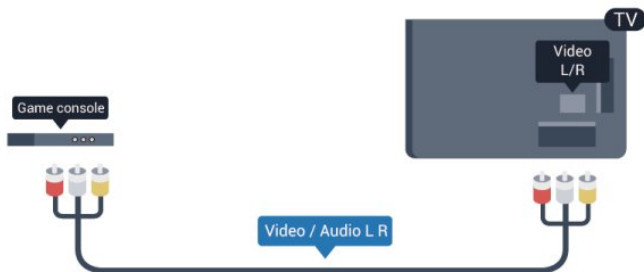 TV
Video
L/R
Game console
Video / Audio L R